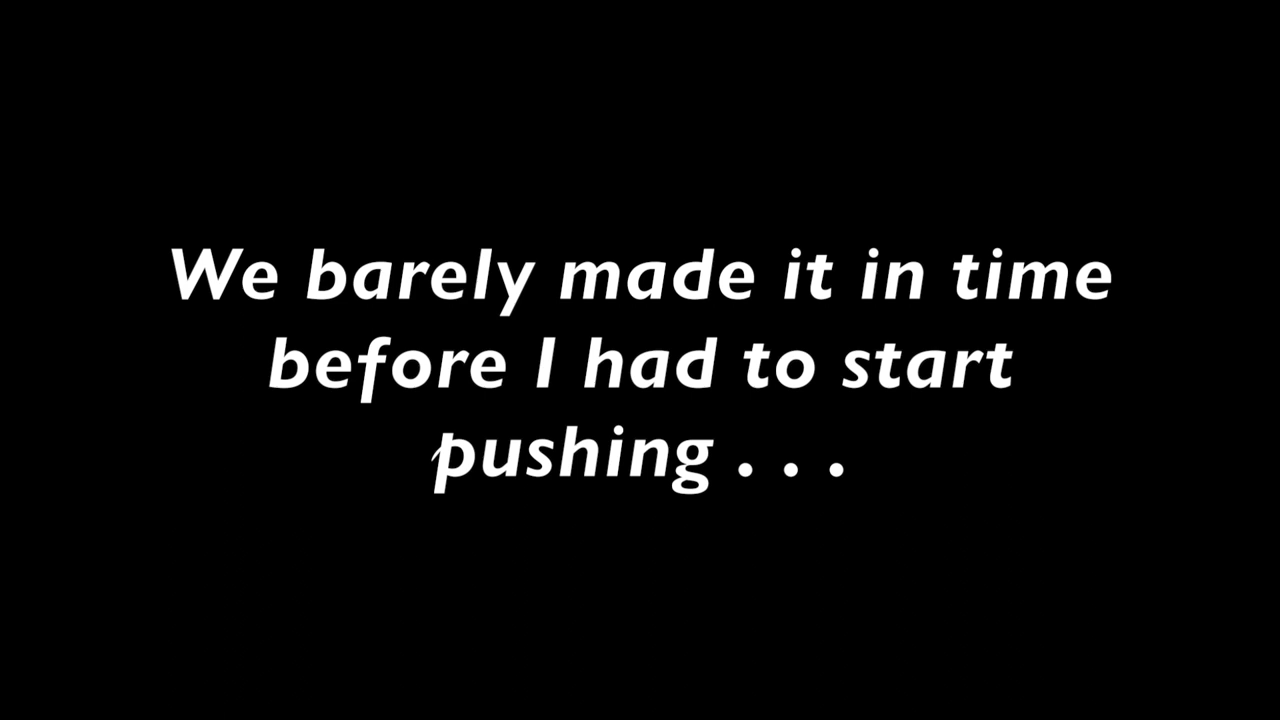 We barely made it in time
before I had to start
pushing . . .